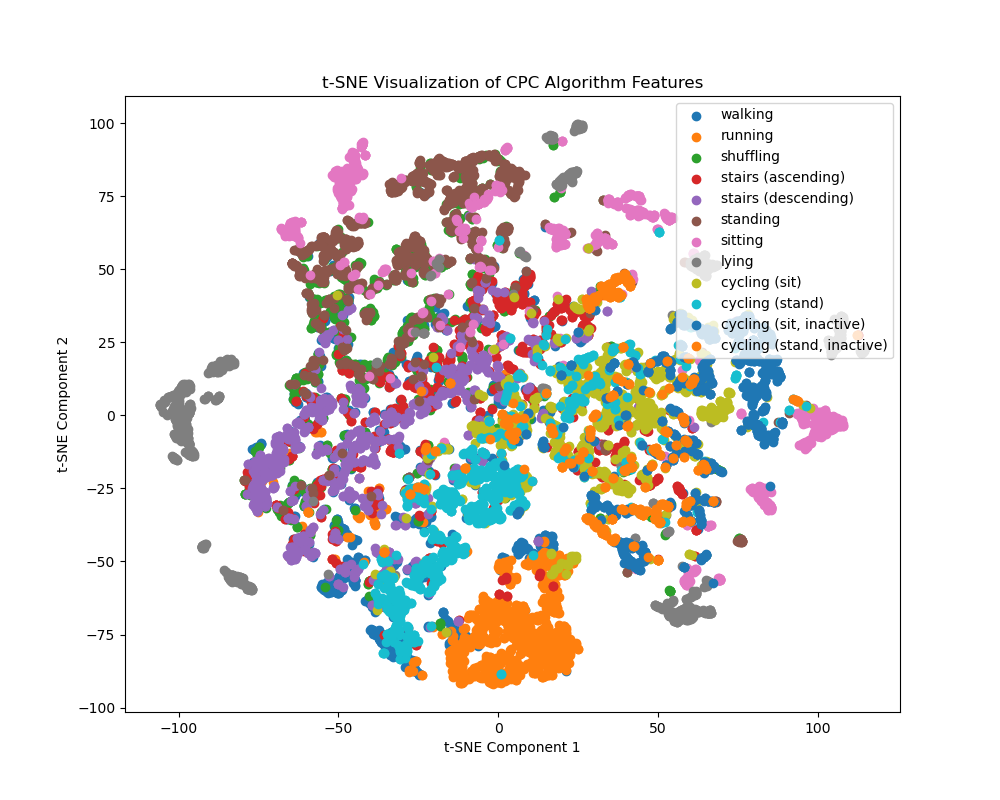 t-SNE Visualization of CPC Algorithm Features
t-SNE Component 2
100
75
50
25
0
−25
−50
−75
−100
walking
running
shuffling
stairs (ascending)
stairs (descending)
standing
sitting
lying
cycling (sit)
cycling (stand)
cycling (sit, inactive)
cycling (stand, inactive)
−100
−50
0
50
100
t-SNE Component 1